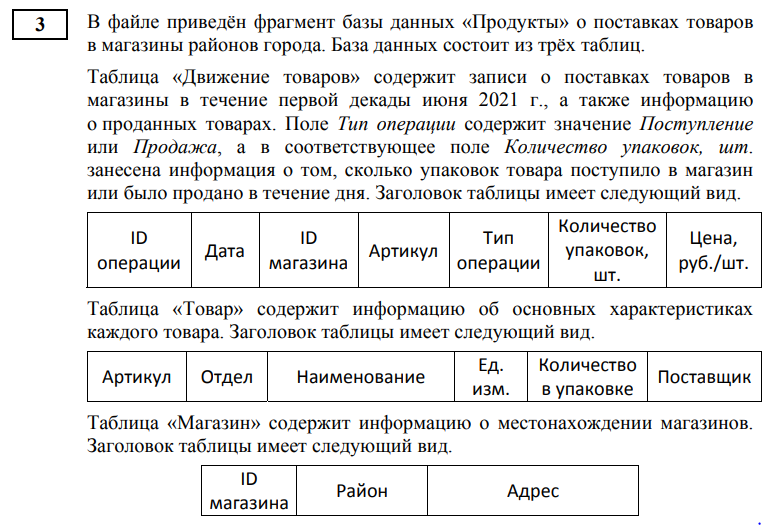 3
В файле приведён фрагмент базы данных «Продукты» о поставках товаров
в магазины районов города. База данных состоит из трёх таблиц.
Таблица «Движение товаров» содержит записи о поставках товаров в
магазины в течение первой декады июня 2021 г., а также информацию
о проданных товарах. Поле Тип операции содержит значение Поступление
или Продажа, а в соответствующее поле Количество упаковок, шт.
занесена информация о том, сколько упаковок товара поступило в магазин
или было продано в течение дня. Заголовок таблицы имеет следующий вид.
ID операции Дата ID магазина Артикул Тип операции Количество упаковок, шт. Цена, руб./шт.
Таблица «Товар» содержит информацию об основных характеристиках
каждого товара. Заголовок таблицы имеет следующий вид.
Артикул Отдел Наименование Ед. изм. Количество в упаковке Поставщик
Таблица «Магазин» содержит информацию о местонахождении магазинов.
Заголовок таблицы имеет следующий вид.
ID магазина Район Адрес